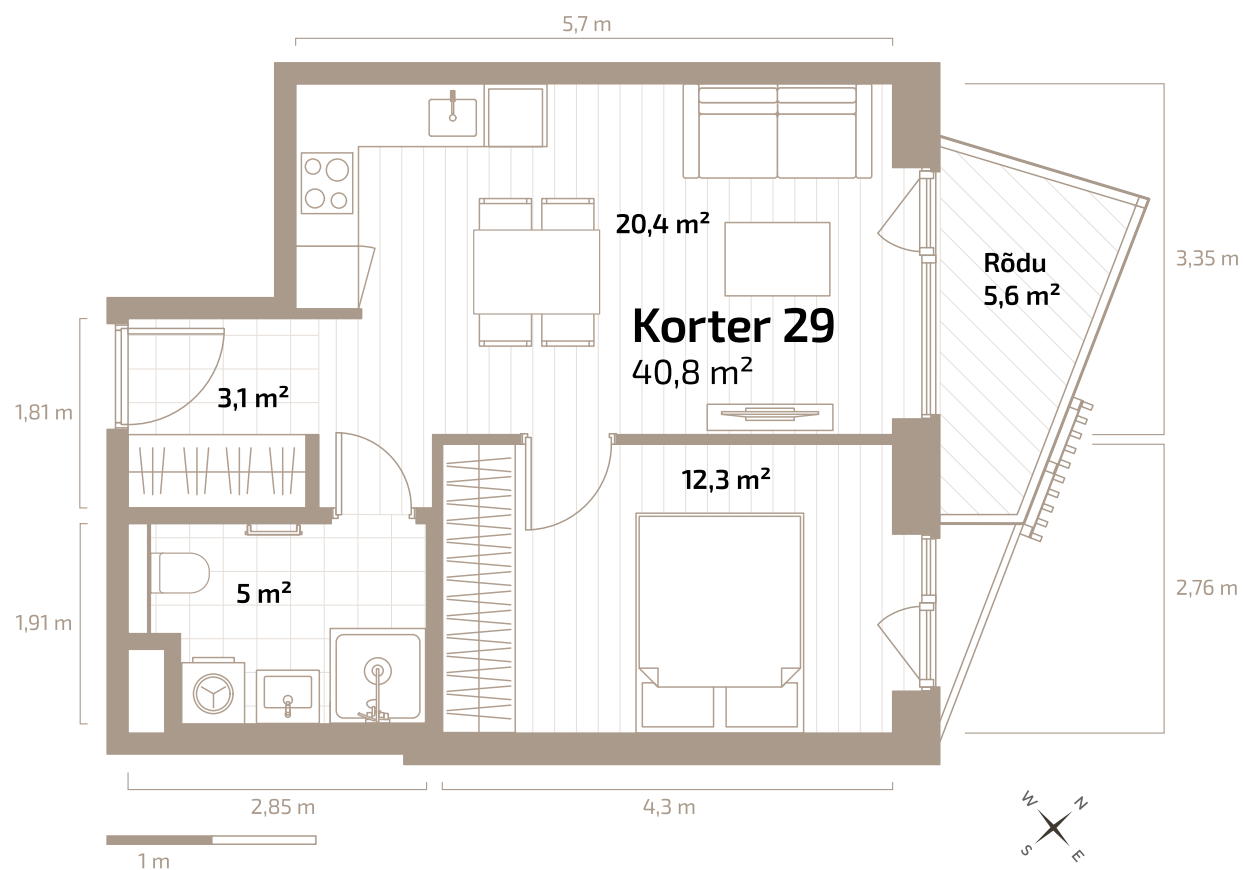 5,7 m
20,4 m²
Rõdu
5,6 m²
3,35 m
Korter 29
40,8 m²
3,1 m²
1,81 m
12,3 m²
5 m²
1,91 m
2,76 m
2,85 m
4,3 m
1 m
W
N
S
E